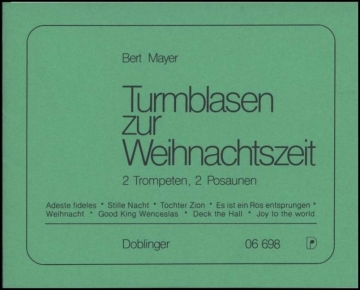 Bert Mayer
Turmblasen
zur
Weihnachtszeit
2 Trompeten, 2 Posaunen
Adeste fideles * Stille Nacht * Tochter Zion * Es ist ein Ros entsprungen *
Weihnacht * Good King Wenceslas * Deck the Hall * Joy to the world
Doblinger 06 698